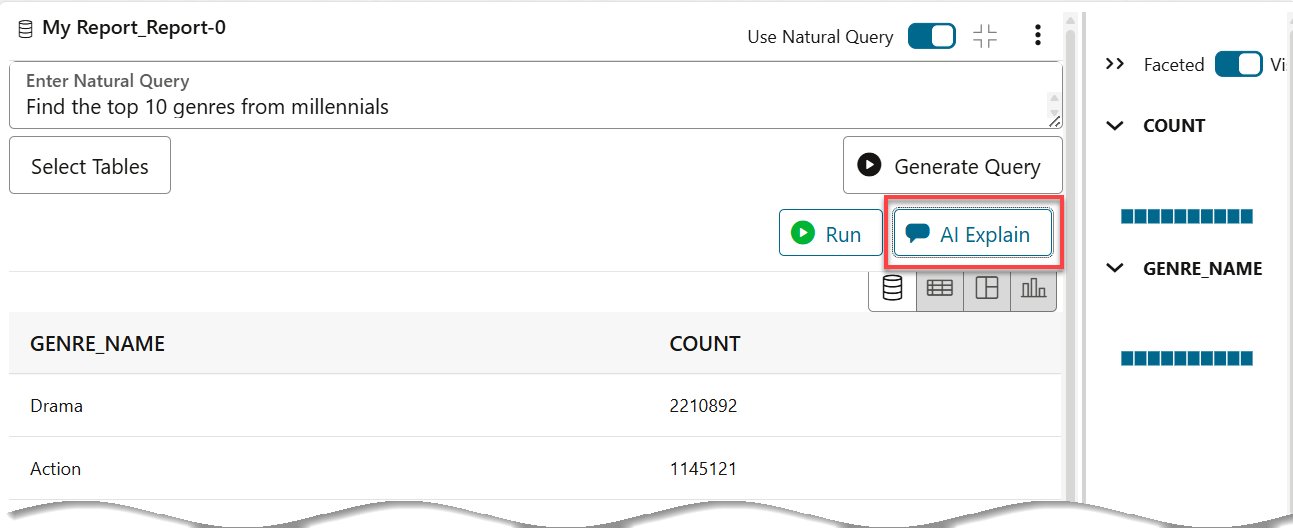 My Report_Report-0
Use Natural Query
Enter Natural Query
Find the top 10 genres from millennials
Select Tables
Generate Query
Run
AI Explain
GENRE_NAME COUNT
Drama 2210892
Action 1145121
Faceted
COUNT
GENRE_NAME